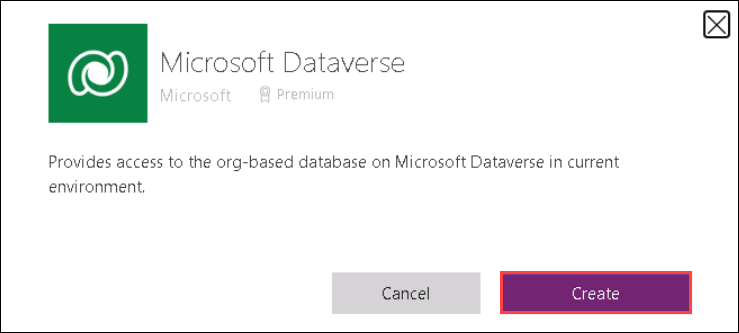 Microsoft Dataverse
Microsoft Premium
Provides access to the org-based database on Microsoft Dataverse in current
environment.
Cancel Create